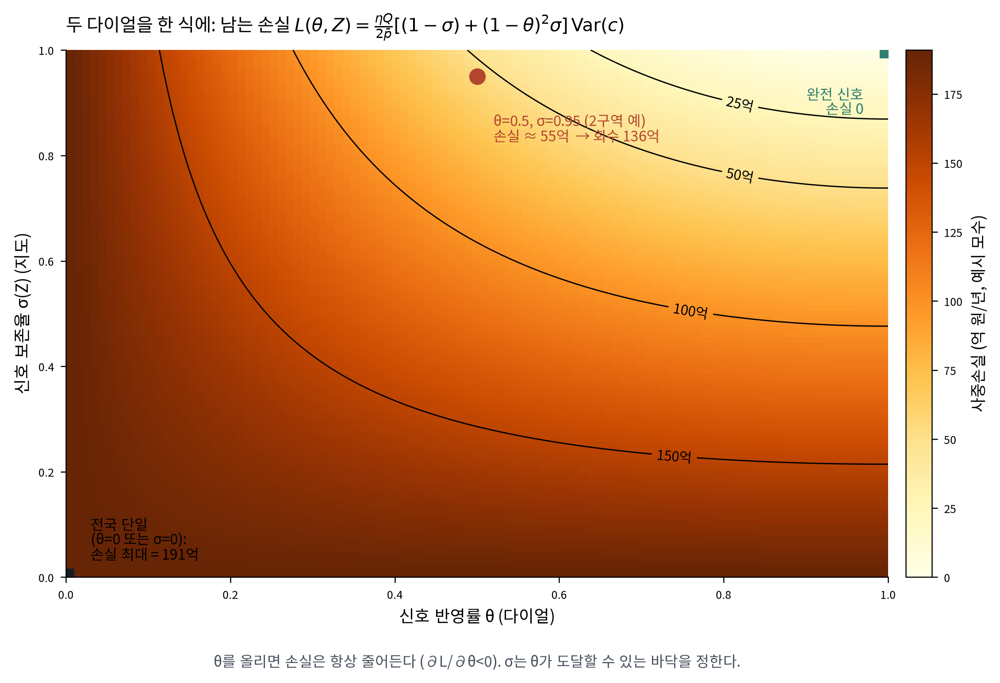 두 다이얼을 한 식에: 남는 손실 L(θ, Z) = ηQ/2p̄ [(1 − σ) + (1 − θ)²σ] Var(c)
1.0
0.8
0.6
0.4
0.2
0.0
신호 보존율 σ(Z) (지도)
0.0
0.2
0.4
0.6
0.8
1.0
신호 반영률 θ (다이얼)
완전 신호
손실 0
θ=0.5, σ=0.95 (2구역 예)
손실 ≈ 55억 → 회수 136억
25억
50억
100억
150억
전국 단일
(θ=0 또는 σ=0):
손실 최대 = 191억
175
150
125
100
75
50
25
0
사중손실 (억 원/년, 예시 모수)
θ를 올리면 손실은 항상 줄어든다 (∂L/∂θ<0). σ는 θ가 도달할 수 있는 바닥을 정한다.